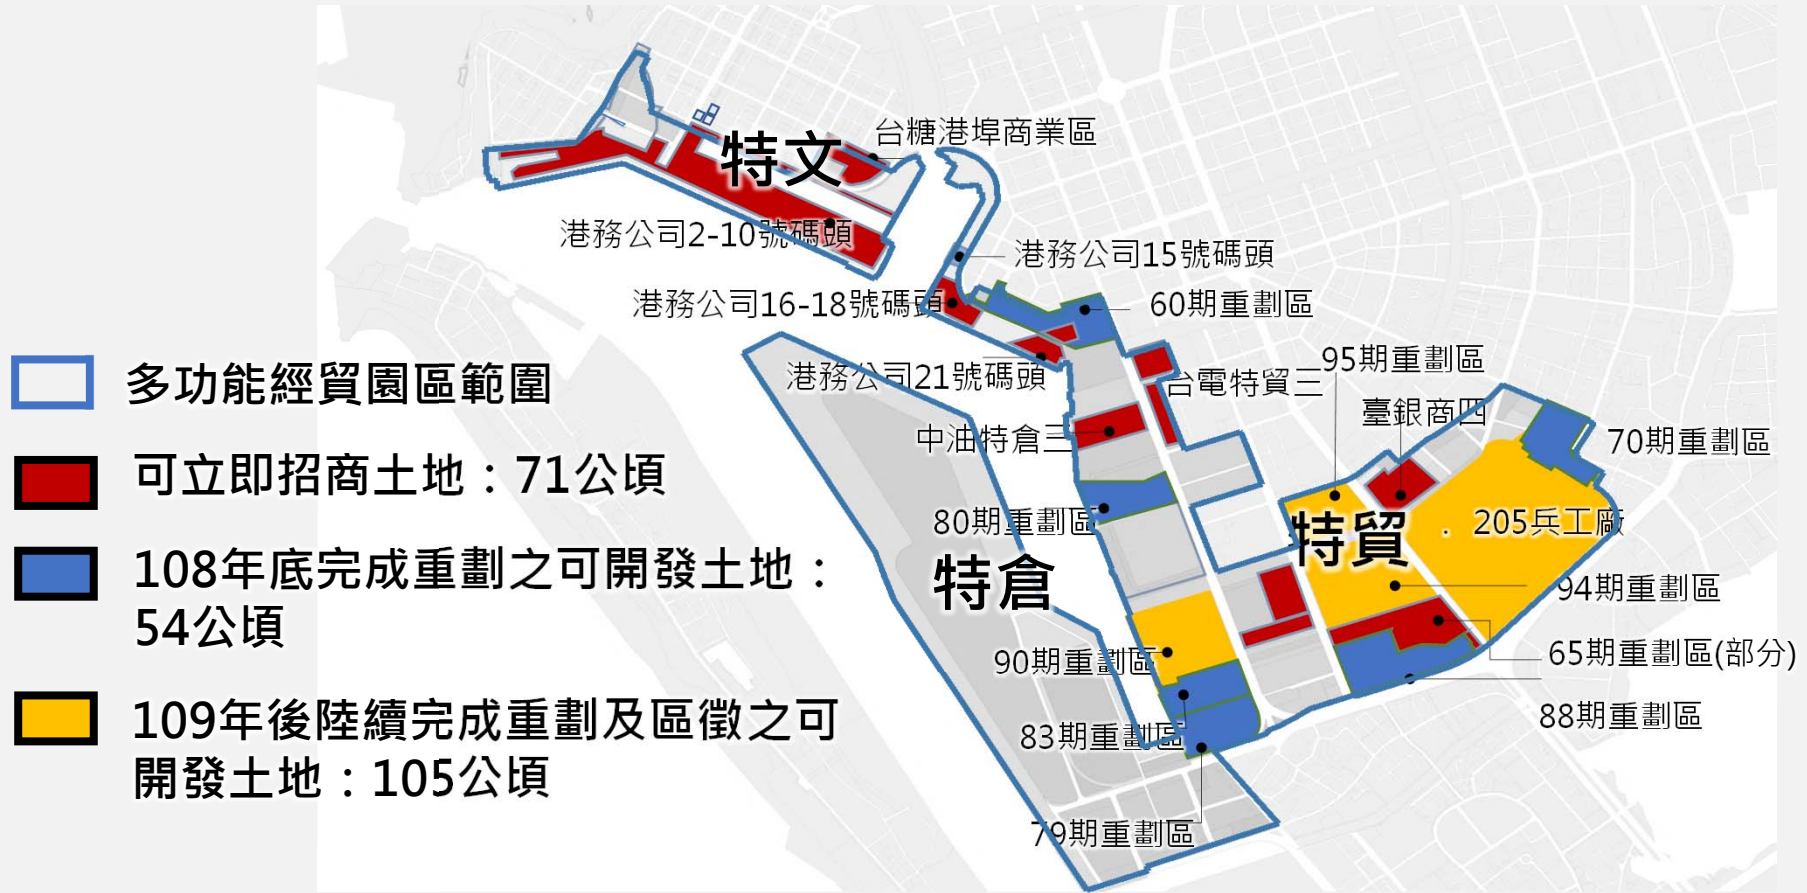 台糖港埠商業區
特文
港務公司2-10號碼頭
港務公司15號碼頭
港務公司16-18號碼頭
60期重劃區
95期重劃區
港務公司21號碼頭
台電特貿三
臺銀商四
中油特倉三
70期重劃區
80期重劃區
特貿
205兵工廠
特倉
94期重劃區
90期重劃區
65期重劃區(部分)
83期重劃區
88期重劃區
79期重劃區
多功能經貿園區範圍
可立即招商土地：71公頃
108年底完成重劃之可開發土地：
54公頃
109年後陸續完成重劃及區徵之可
開發土地：105公頃